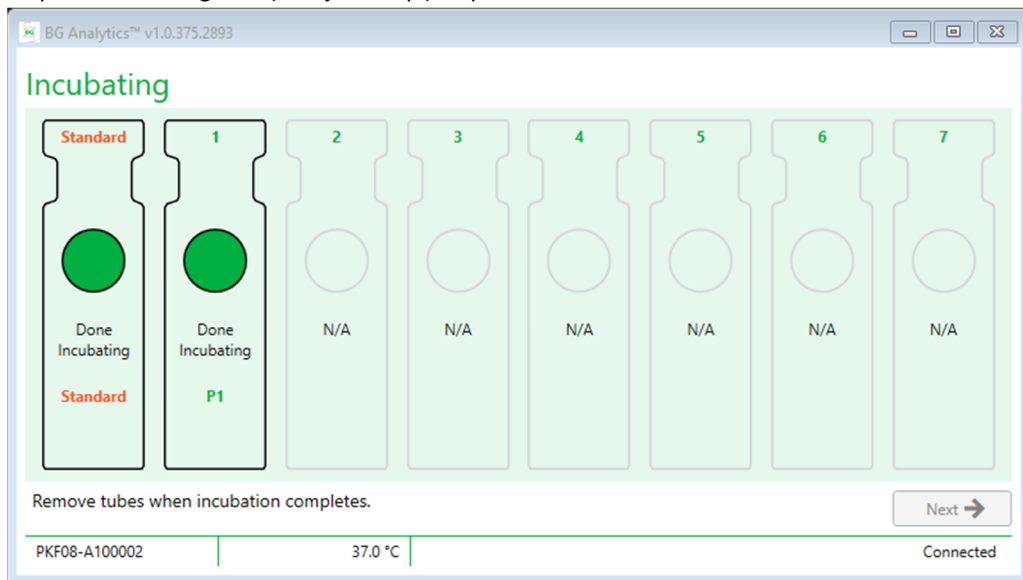 BG Analytics™ v1.0.375.2893
Incubating
Standard 1 2 3 4 5 6 7
Done Incubating Done Incubating N/A N/A N/A N/A N/A N/A
Standard P1
Remove tubes when incubation completes.
Next
PKF08-A100002 37.0 °C Connected